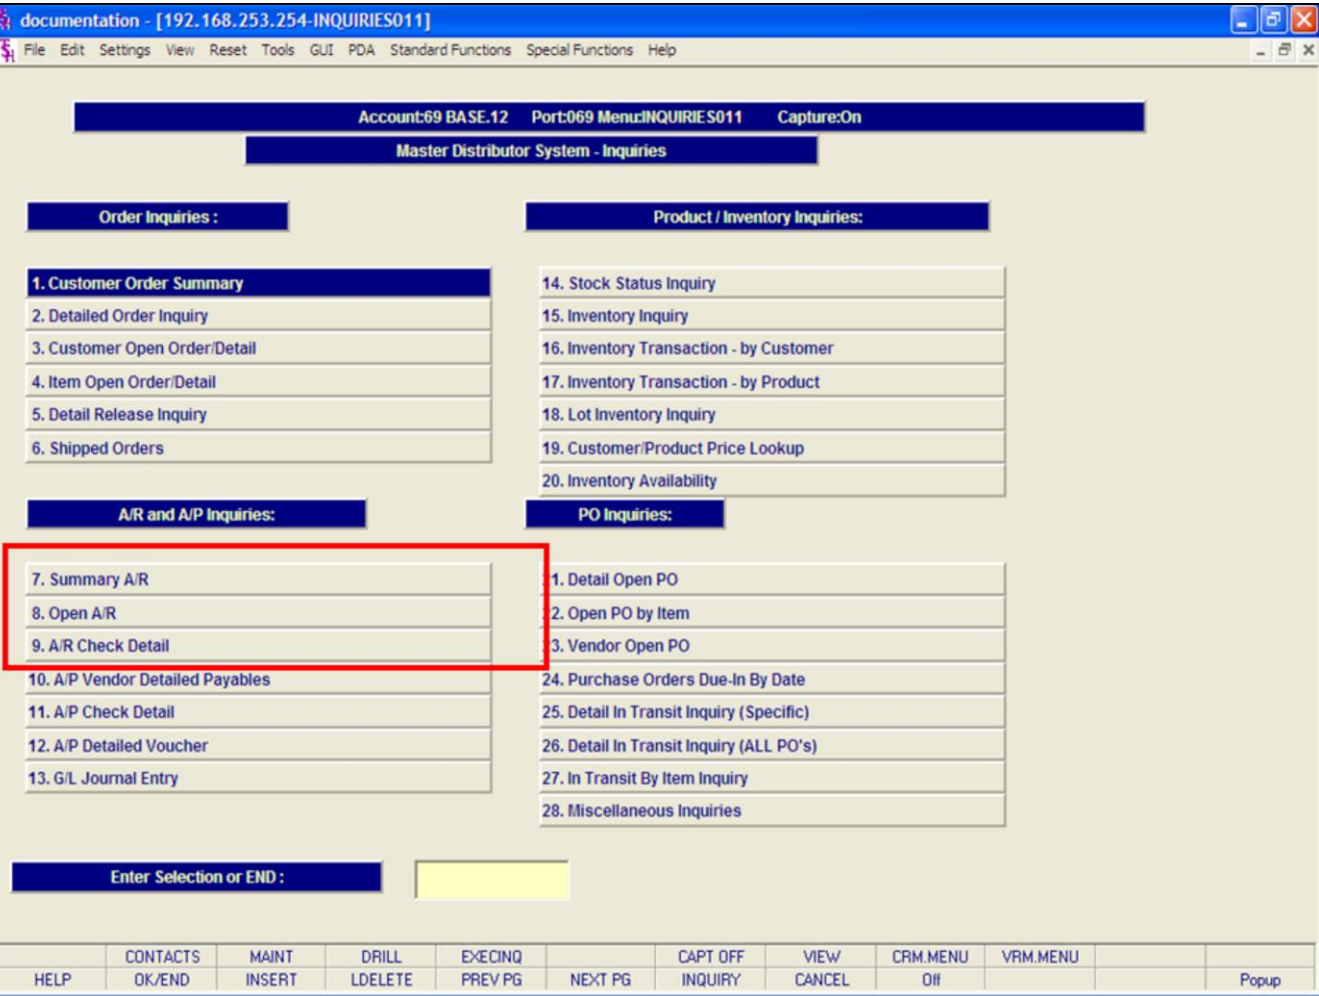 documentation - [192.168.253.254-INQUIRIES011]
File Edit Settings View Reset Tools GUI PDA Standard Functions Special Functions Help
Account:69 BASE.12 Port:069 Menu:INQUIRIES011 Capture:On
Master Distributor System - Inquiries
Order Inquiries :
1. Customer Order Summary
2. Detailed Order Inquiry
3. Customer Open Order/Detail
4. Item Open Order/Detail
5. Detail Release Inquiry
6. Shipped Orders
Product / Inventory Inquiries:
14. Stock Status Inquiry
15. Inventory Inquiry
16. Inventory Transaction - by Customer
17. Inventory Transaction - by Product
18. Lot Inventory Inquiry
19. Customer/Product Price Lookup
20. Inventory Availability
A/R and A/P Inquiries:
7. Summary A/R
8. Open A/R
9. A/R Check Detail
10. A/P Vendor Detailed Payables
11. A/P Check Detail
12. A/P Detailed Voucher
13. G/L Journal Entry
PO Inquiries:
21. Detail Open PO
22. Open PO by Item
23. Vendor Open PO
24. Purchase Orders Due-In By Date
25. Detail In Transit Inquiry (Specific)
26. Detail In Transit Inquiry (ALL PO's)
27. In Transit By Item Inquiry
28. Miscellaneous Inquiries
Enter Selection or END :
CONTACTS MAINT DRILL EXECINQ CAPT OFF VIEW CRM.MENU VRM.MENU
HELP OK/END INSERT LDELETE PREV PG NEXT PG INQUIRY CANCEL Off Popup